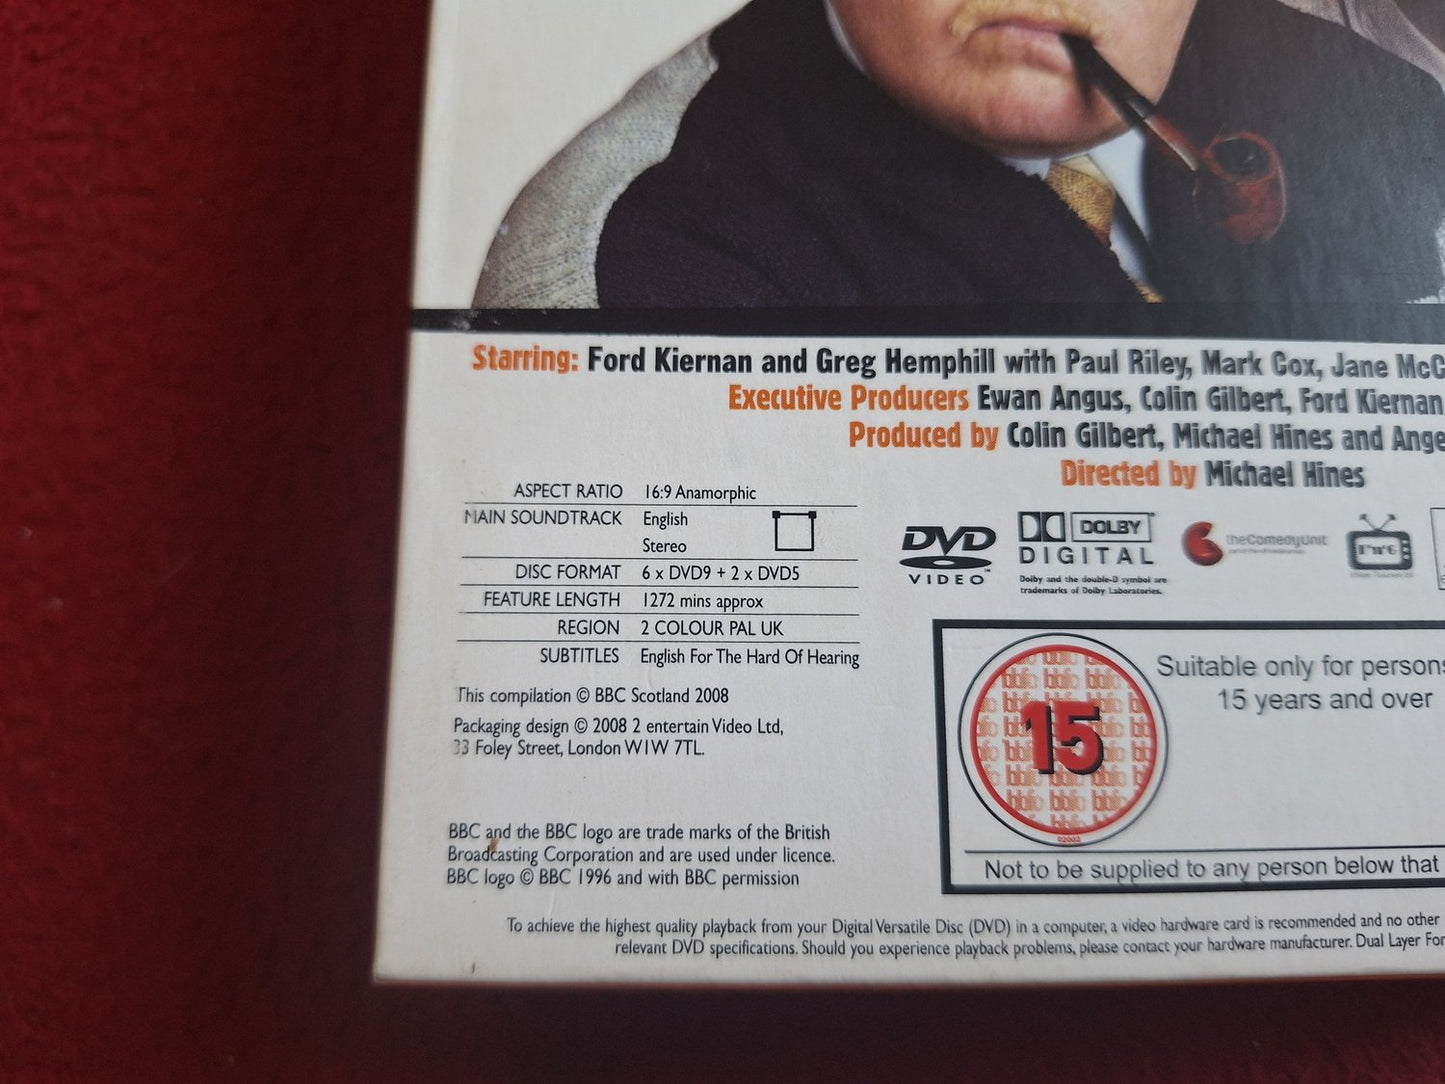 Starring: Ford Kiernan and Greg Hemphill with Paul Riley, Mark Cox, Jane McC
Executive Producers Ewan Angus, Colin Gilbert, Ford Kiernan
Produced by Colin Gilbert, Michael Hines and Ange
Directed by Michael Hines
ASPECT RATIO 16:9 Anamorphic
MAIN SOUNDTRACK English
Stereo
DISC FORMAT 6 x DVD9 + 2 x DVD5
FEATURE LENGTH 1272 mins approx
REGION 2 COLOUR PAL UK
SUBTITLES English For The Hard Of Hearing
This compilation © BBC Scotland 2008
Packaging design © 2008 2 entertain Video Ltd,
33 Foley Street, London W1W 7TL.
BBC and the BBC logo are trade marks of the British
Broadcasting Corporation and are used under licence.
BBC logo © BBC 1996 and with BBC permission
DVD
VIDEO
DOLBY
DIGITAL
Dolby and the double-D symbol are
trademarks of Dolby Laboratories.
theComedyUnit
Suitable only for persons
15 years and over
15
Not to be supplied to any person below that
To achieve the highest quality playback from your Digital Versatile Disc (DVD) in a computer, a video hardware card is recommended and no other
relevant DVD specifications. Should you experience playback problems, please contact your hardware manufacturer. Dual Layer For